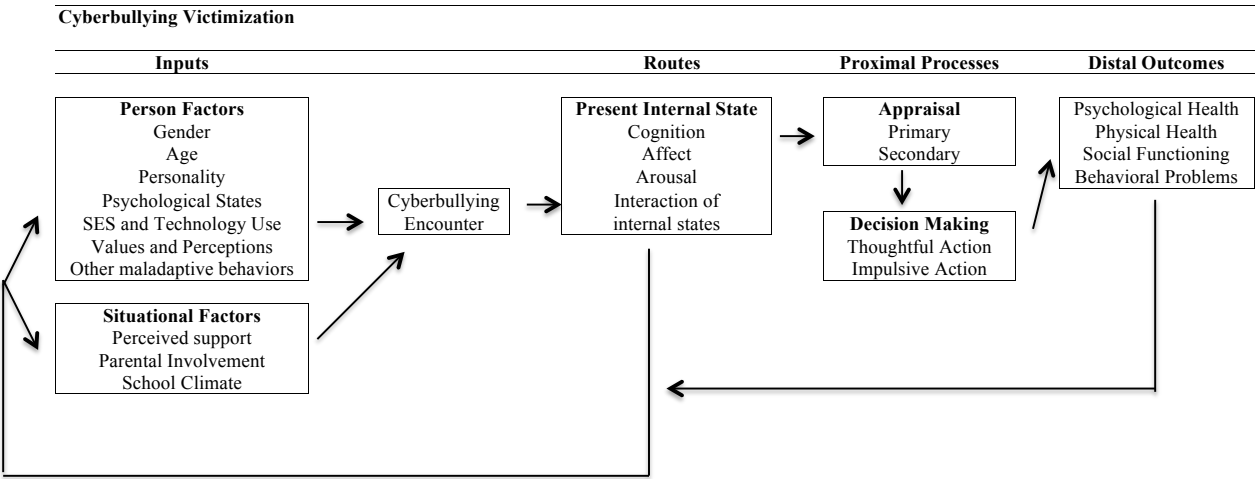 Cyberbullying Victimization
Inputs
Routes
Proximal Processes
Distal Outcomes
Person Factors
Gender
Age
Personality
Psychological States
SES and Technology Use
Values and Perceptions
Other maladaptive behaviors
Situational Factors
Perceived support
Parental Involvement
School Climate
Cyberbullying
Encounter
Present Internal State
Cognition
Affect
Arousal
Interaction of
internal states
Appraisal
Primary
Secondary
Decision Making
Thoughtful Action
Impulsive Action
Psychological Health
Physical Health
Social Functioning
Behavioral Problems